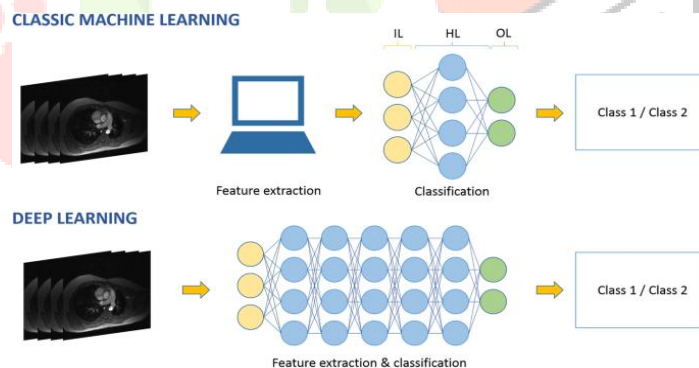 CLASSIC MACHINE LEARNING
IL HL OL
Class 1 / Class 2
Feature extraction
Classification
DEEP LEARNING
Class 1 / Class 2
Feature extraction & classification